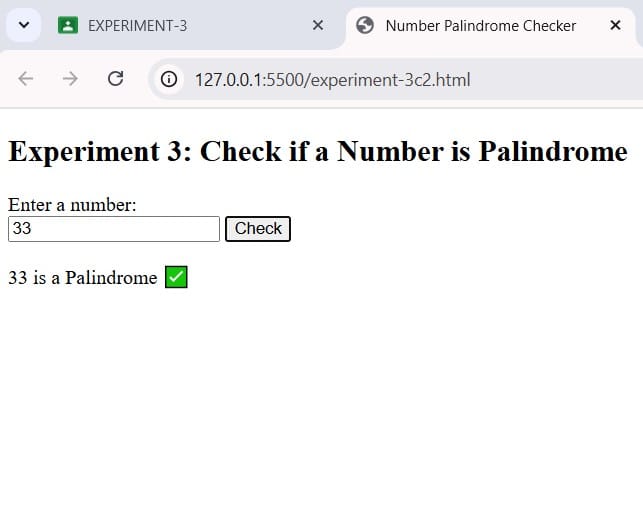 EXPERIMENT-3
Number Palindrome Checker
127.0.0.1:5500/experiment-3c2.html
Experiment 3: Check if a Number is Palindrome
Enter a number:
33 Check
33 is a Palindrome ✅